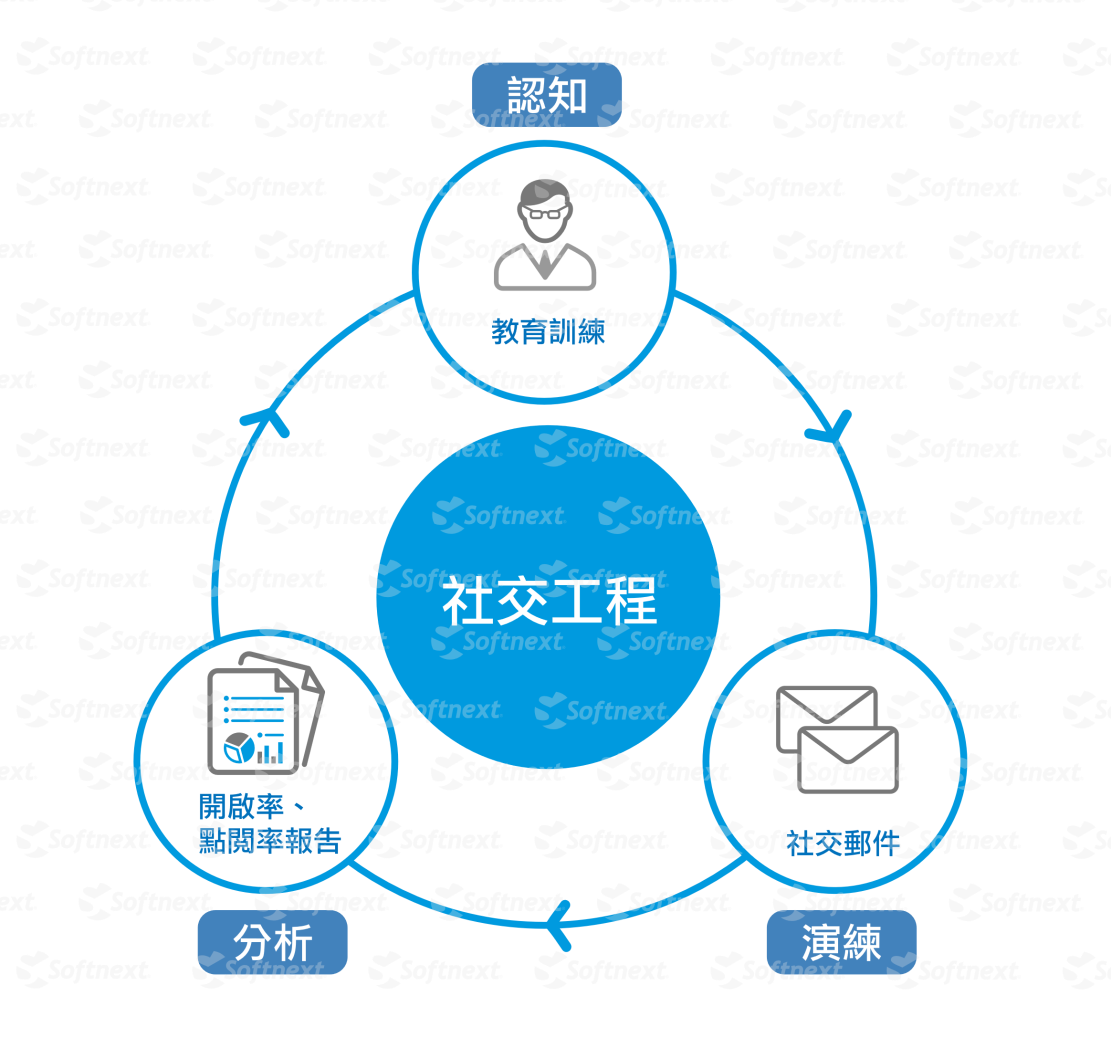 認知
教育訓練
社交工程
開啟率、
點閱率報告
社交郵件
分析
演練
Softnext